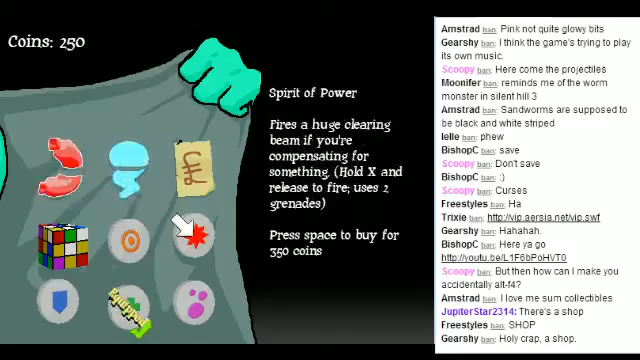 Coins: 250
Spirit of Power
Fires a huge clearing
beam if you're
compensating for
something. (Hold X and
release to fire; uses 2
grenades)
Press space to buy for
350 coins
£
Equipped
Amstrad ban: Pink not quite glowy bits
Gearshy ban: I think the game's trying to play
its own music.
Scoopy ban: Here come the projectiles
Moonifer ban: reminds me of the worm
monster in silent hill 3
Amstrad ban: Sandworms are supposed to
be black and white striped
lelle ban: phew
BishopC ban: save
Scoopy ban: Don't save
BishopC ban: :)
Scoopy ban: Curses
Freestyles ban: Ha
Trixie ban: http://vip.aersia.net/vip.swf
Gearshy ban: Hahahah.
BishopC ban: Here ya go
http://youtu.be/L1F6bPoHVT0
Scoopy ban: But then how can I make you
accidentally alt-f4?
Amstrad ban: I love me sum collectibles
JupiterStar2314: There's a shop
Freestyles ban: SHOP
Gearshy ban: Holy crap, a shop.